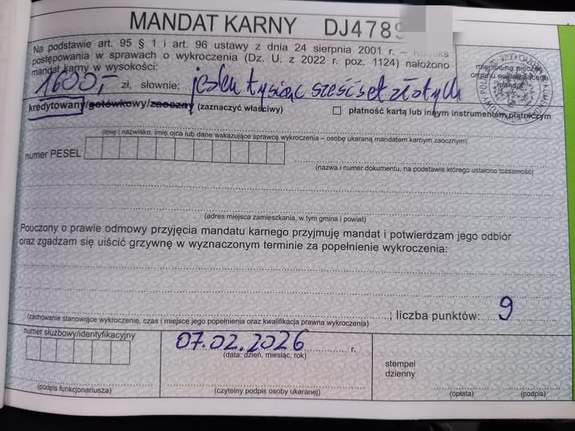 MANDAT KARNY DJ4789
Na podstawie art. 95 § 1 i art. 96 ustawy z dnia 24 sierpnia 2001 r. –
postępowania w sprawach o wykroczenia (Dz. U. z 2022 r. poz. 1124) nałożono
mandat karny w wysokości:
1600,- zł, słownie: jeden tysiąc sześćset złotych
kredytowany/gotówkowy/zaoczny (zaznaczyć właściwy) płatność kartą lub innym instrumentem płatniczym
(imię i nazwisko, imię ojca lub dane wskazujące sprawcę wykroczenia – osobę ukaraną mandatem karnym zaocznym)
numer PESEL
(nazwa i numer dokumentu, na podstawie którego ustalono tożsamość)
(adres miejsca zamieszkania, w tym gmina i powiat)
Pouczony o prawie odmowy przyjęcia mandatu karnego przyjmuję mandat i potwierdzam jego odbiór
oraz zgadzam się uiścić grzywnę w wyznaczonym terminie za popełnienie wykroczenia:
; liczba punktów: 9
(zachowanie stanowiące wykroczenie, czas i miejsce jego popełnienia oraz kwalifikacja prawna wykroczenia)
numer służbowy/identyfikacyjny
07.02.2026 r.
(data: dzień, miesiąc, rok)
stempel
dzienny
(podpis funkcjonariusza) (czytelny podpis osoby ukaranej) (opłata) (podpis)